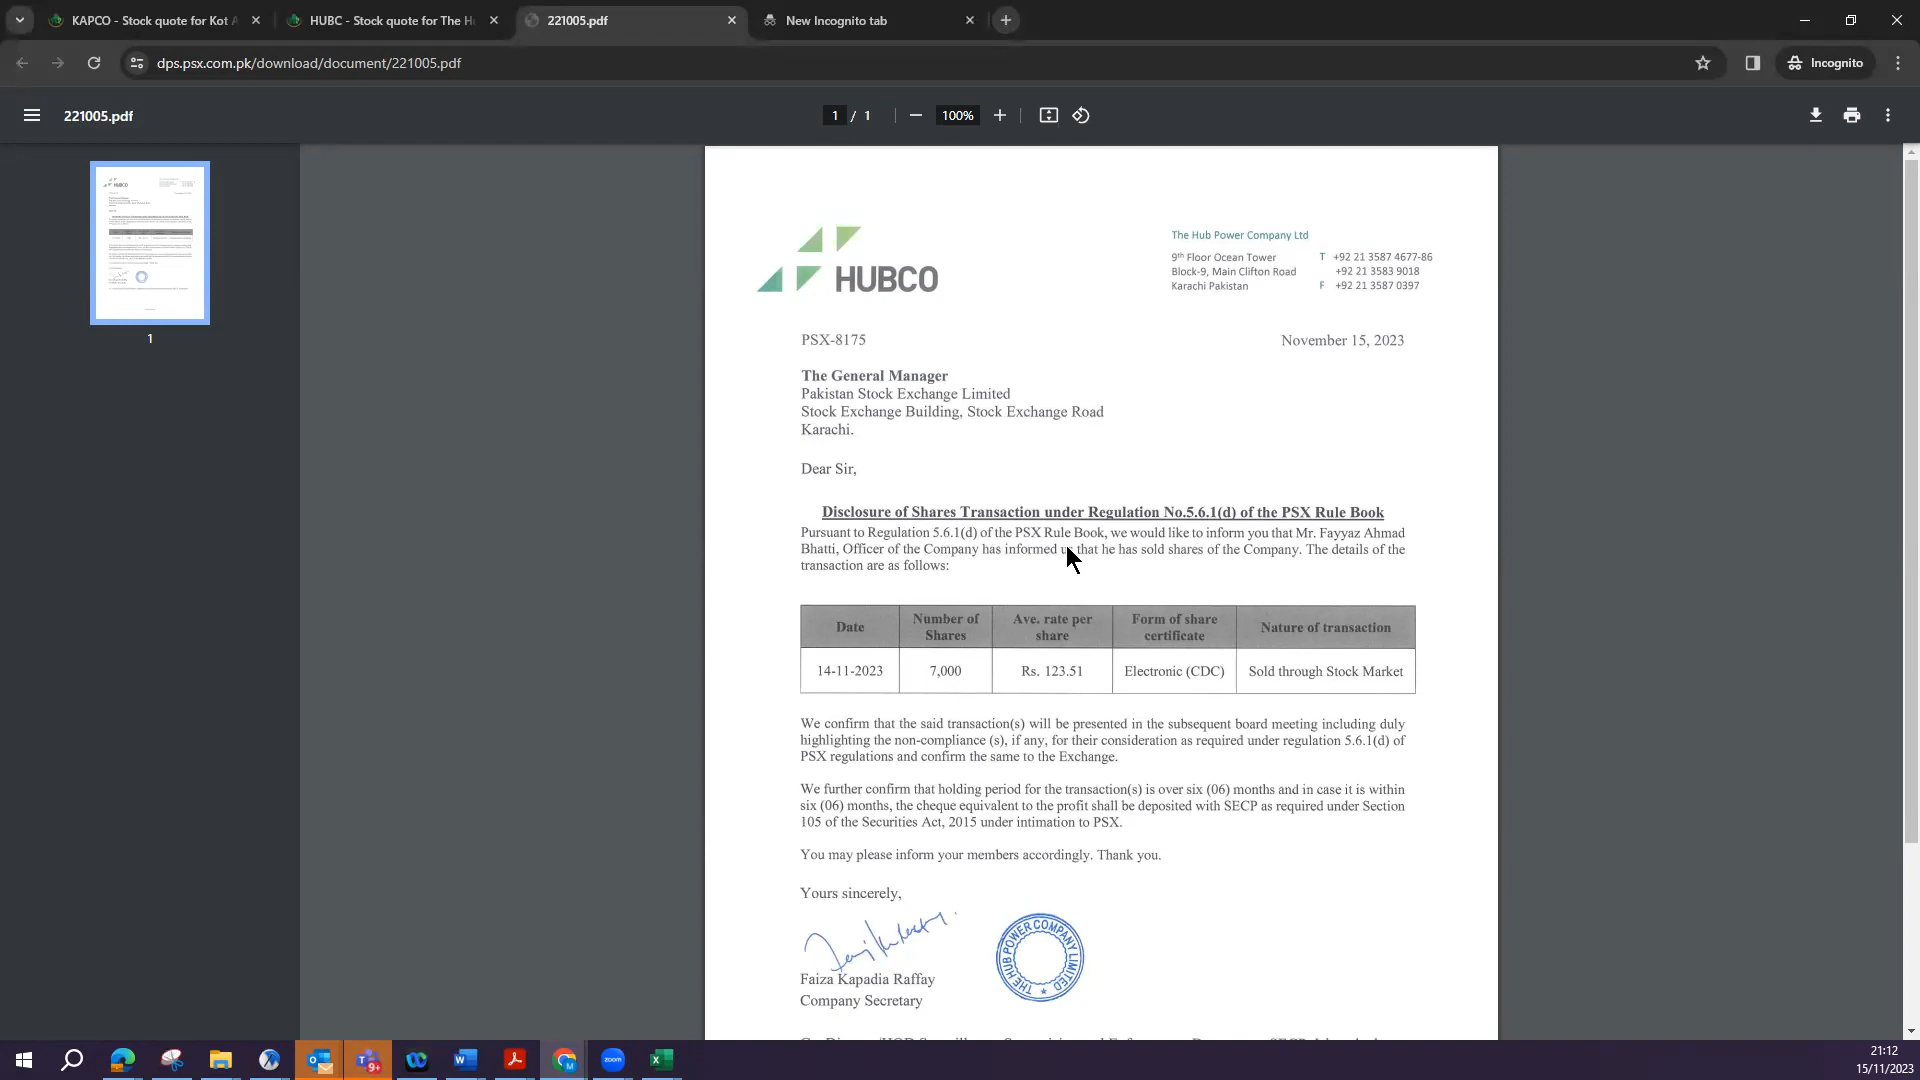 KAPCO - Stock quote for Kot A
HUBC - Stock quote for The H
221005.pdf
New Incognito tab
dps.psx.com.pk/download/document/221005.pdf
Incognito
221005.pdf
1 / 1
100%
1
HUBCO
The Hub Power Company Ltd
9th Floor Ocean Tower
Block-9, Main Clifton Road
Karachi Pakistan
T +92 21 3587 4677-86
+92 21 3583 9018
F +92 21 3587 0397
PSX-8175
November 15, 2023
The General Manager
Pakistan Stock Exchange Limited
Stock Exchange Building, Stock Exchange Road
Karachi.
Dear Sir,
Disclosure of Shares Transaction under Regulation No.5.6.1(d) of the PSX Rule Book
Pursuant to Regulation 5.6.1(d) of the PSX Rule Book, we would like to inform you that Mr. Fayyaz Ahmad
Bhatti, Officer of the Company has informed us that he has sold shares of the Company. The details of the
transaction are as follows:
Date
Number of
Shares
Ave. rate per
share
Form of share
certificate
Nature of transaction
14-11-2023
7,000
Rs. 123.51
Electronic (CDC)
Sold through Stock Market
We confirm that the said transaction(s) will be presented in the subsequent board meeting including duly
highlighting the non-compliance (s), if any, for their consideration as required under regulation 5.6.1(d) of
PSX regulations and confirm the same to the Exchange.
We further confirm that holding period for the transaction(s) is over six (06) months and in case it is within
six (06) months, the cheque equivalent to the profit shall be deposited with SECP as required under Section
105 of the Securities Act, 2015 under intimation to PSX.
You may please inform your members accordingly. Thank you.
Yours sincerely,
THE HUB POWER COMPANY LIMITED
Faiza Kapadia Raffay
Company Secretary
9+
zoom
21:12
15/11/2023